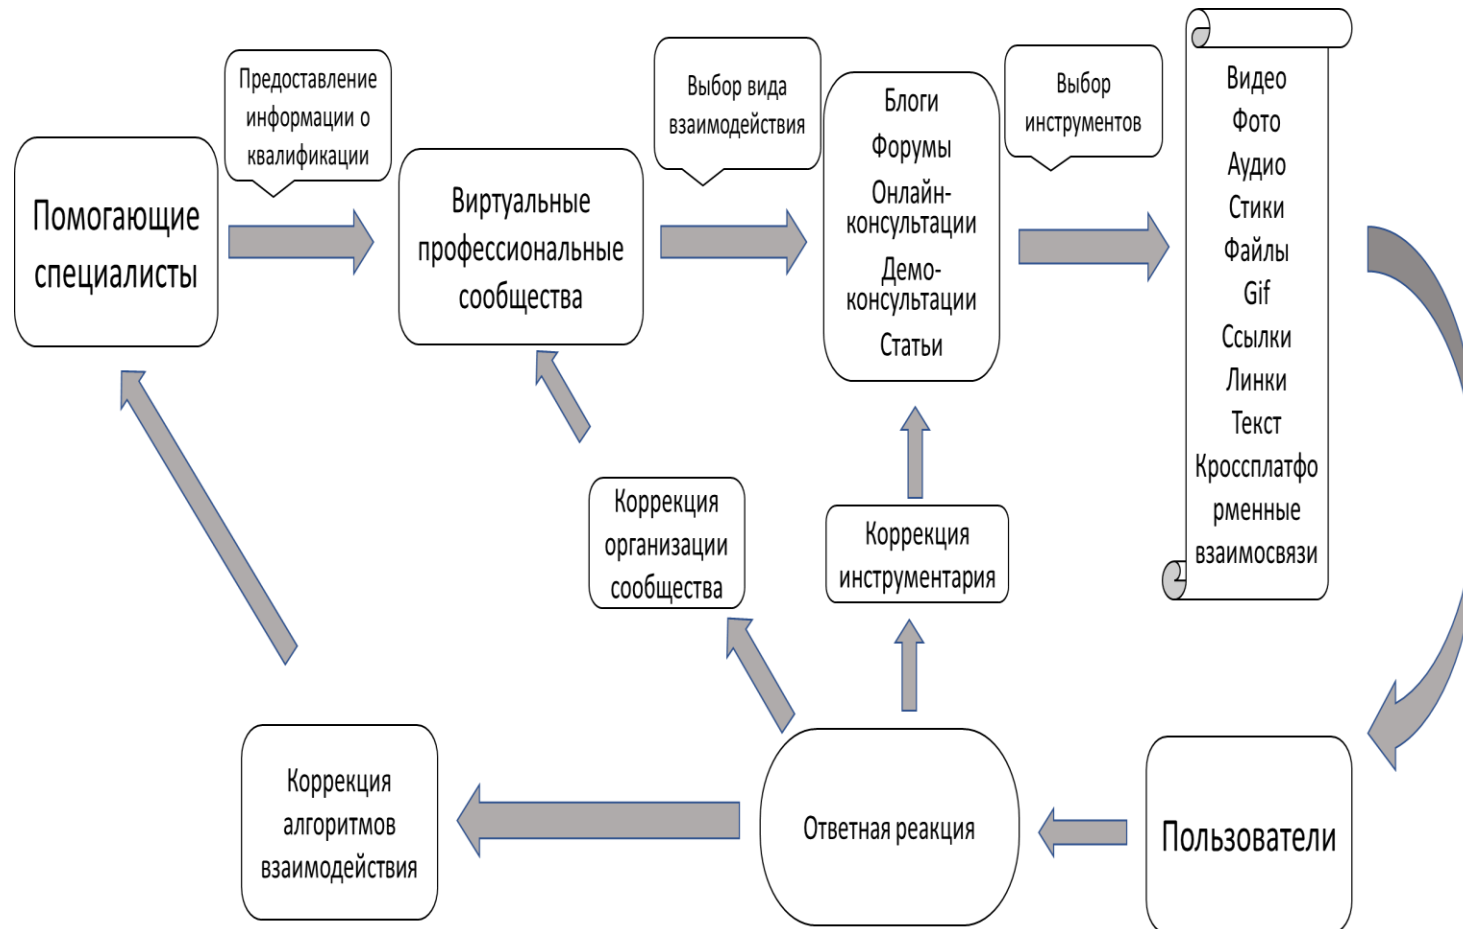 Помогающие
специалисты
Предоставление
информации о
квалификации
Виртуальные
профессиональные
сообщества
Выбор вида
взаимодействия
Блоги
Форумы
Онлайн-
консультации
Демо-
консультации
Статьи
Выбор
инструментов
Видео
Фото
Аудио
Стики
Файлы
Gif
Ссылки
Линки
Текст
Кроссплатфо
рменные
взаимосвязи
Коррекция
организации
сообщества
Коррекция
инструментария
Коррекция
алгоритмов
взаимодействия
Ответная реакция
Пользователи